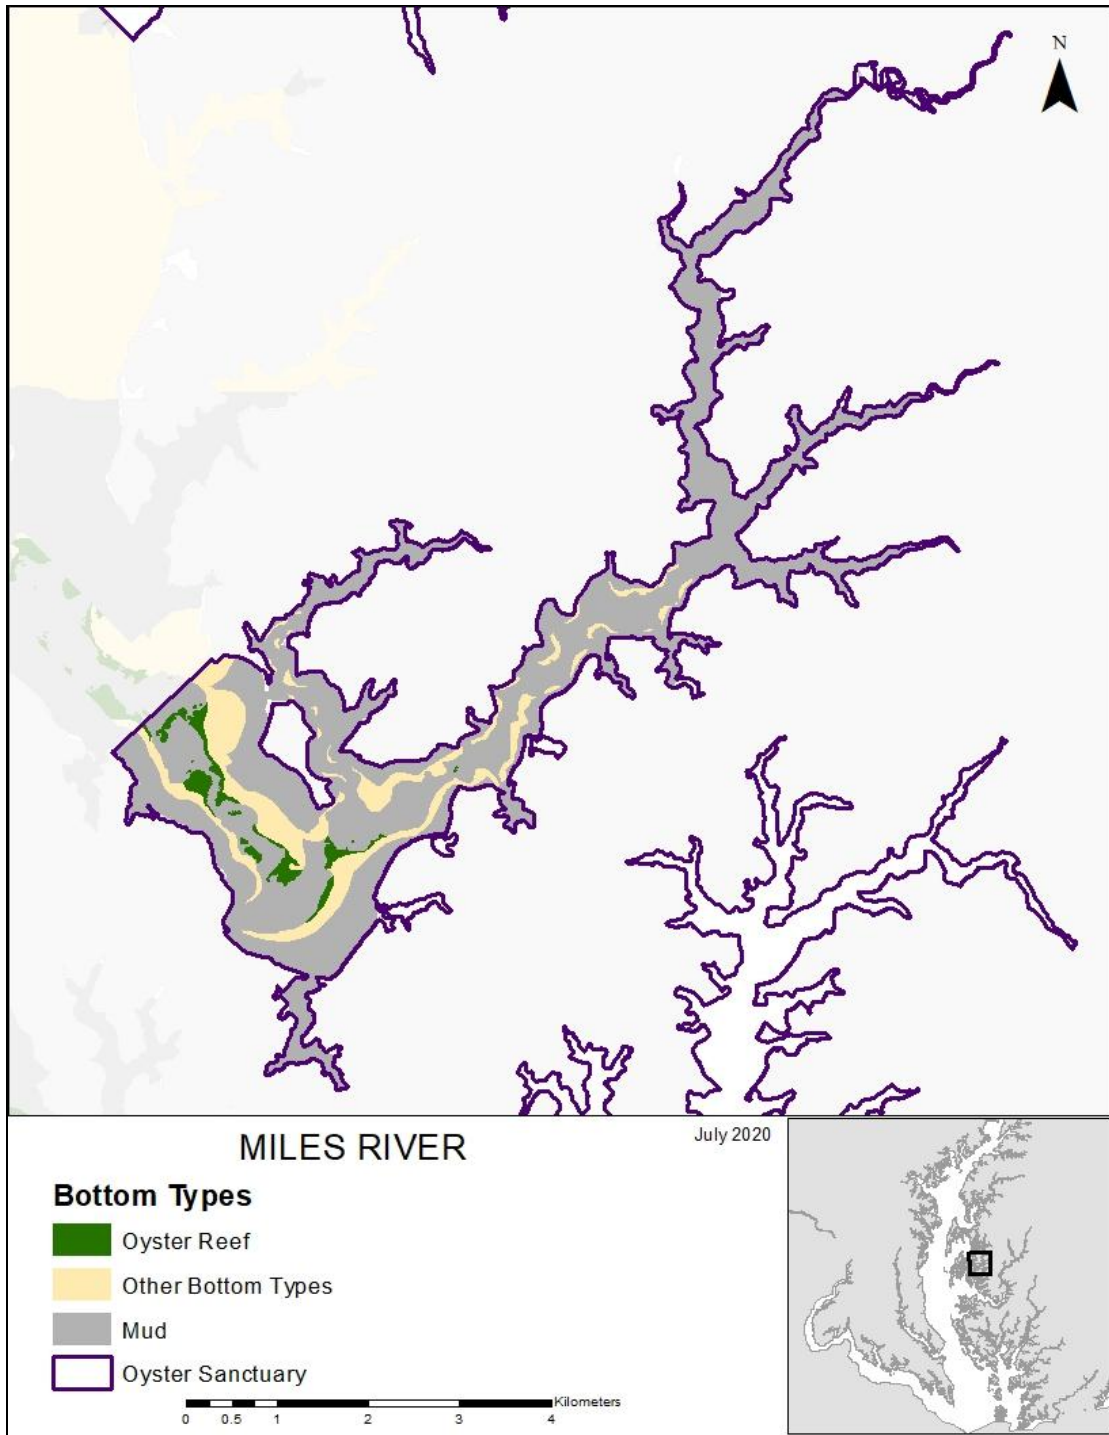 N
MILES RIVER
July 2020
Bottom Types
Oyster Reef
Other Bottom Types
Mud
Oyster Sanctuary
Kilometers
0 0.5 1 2 3 4